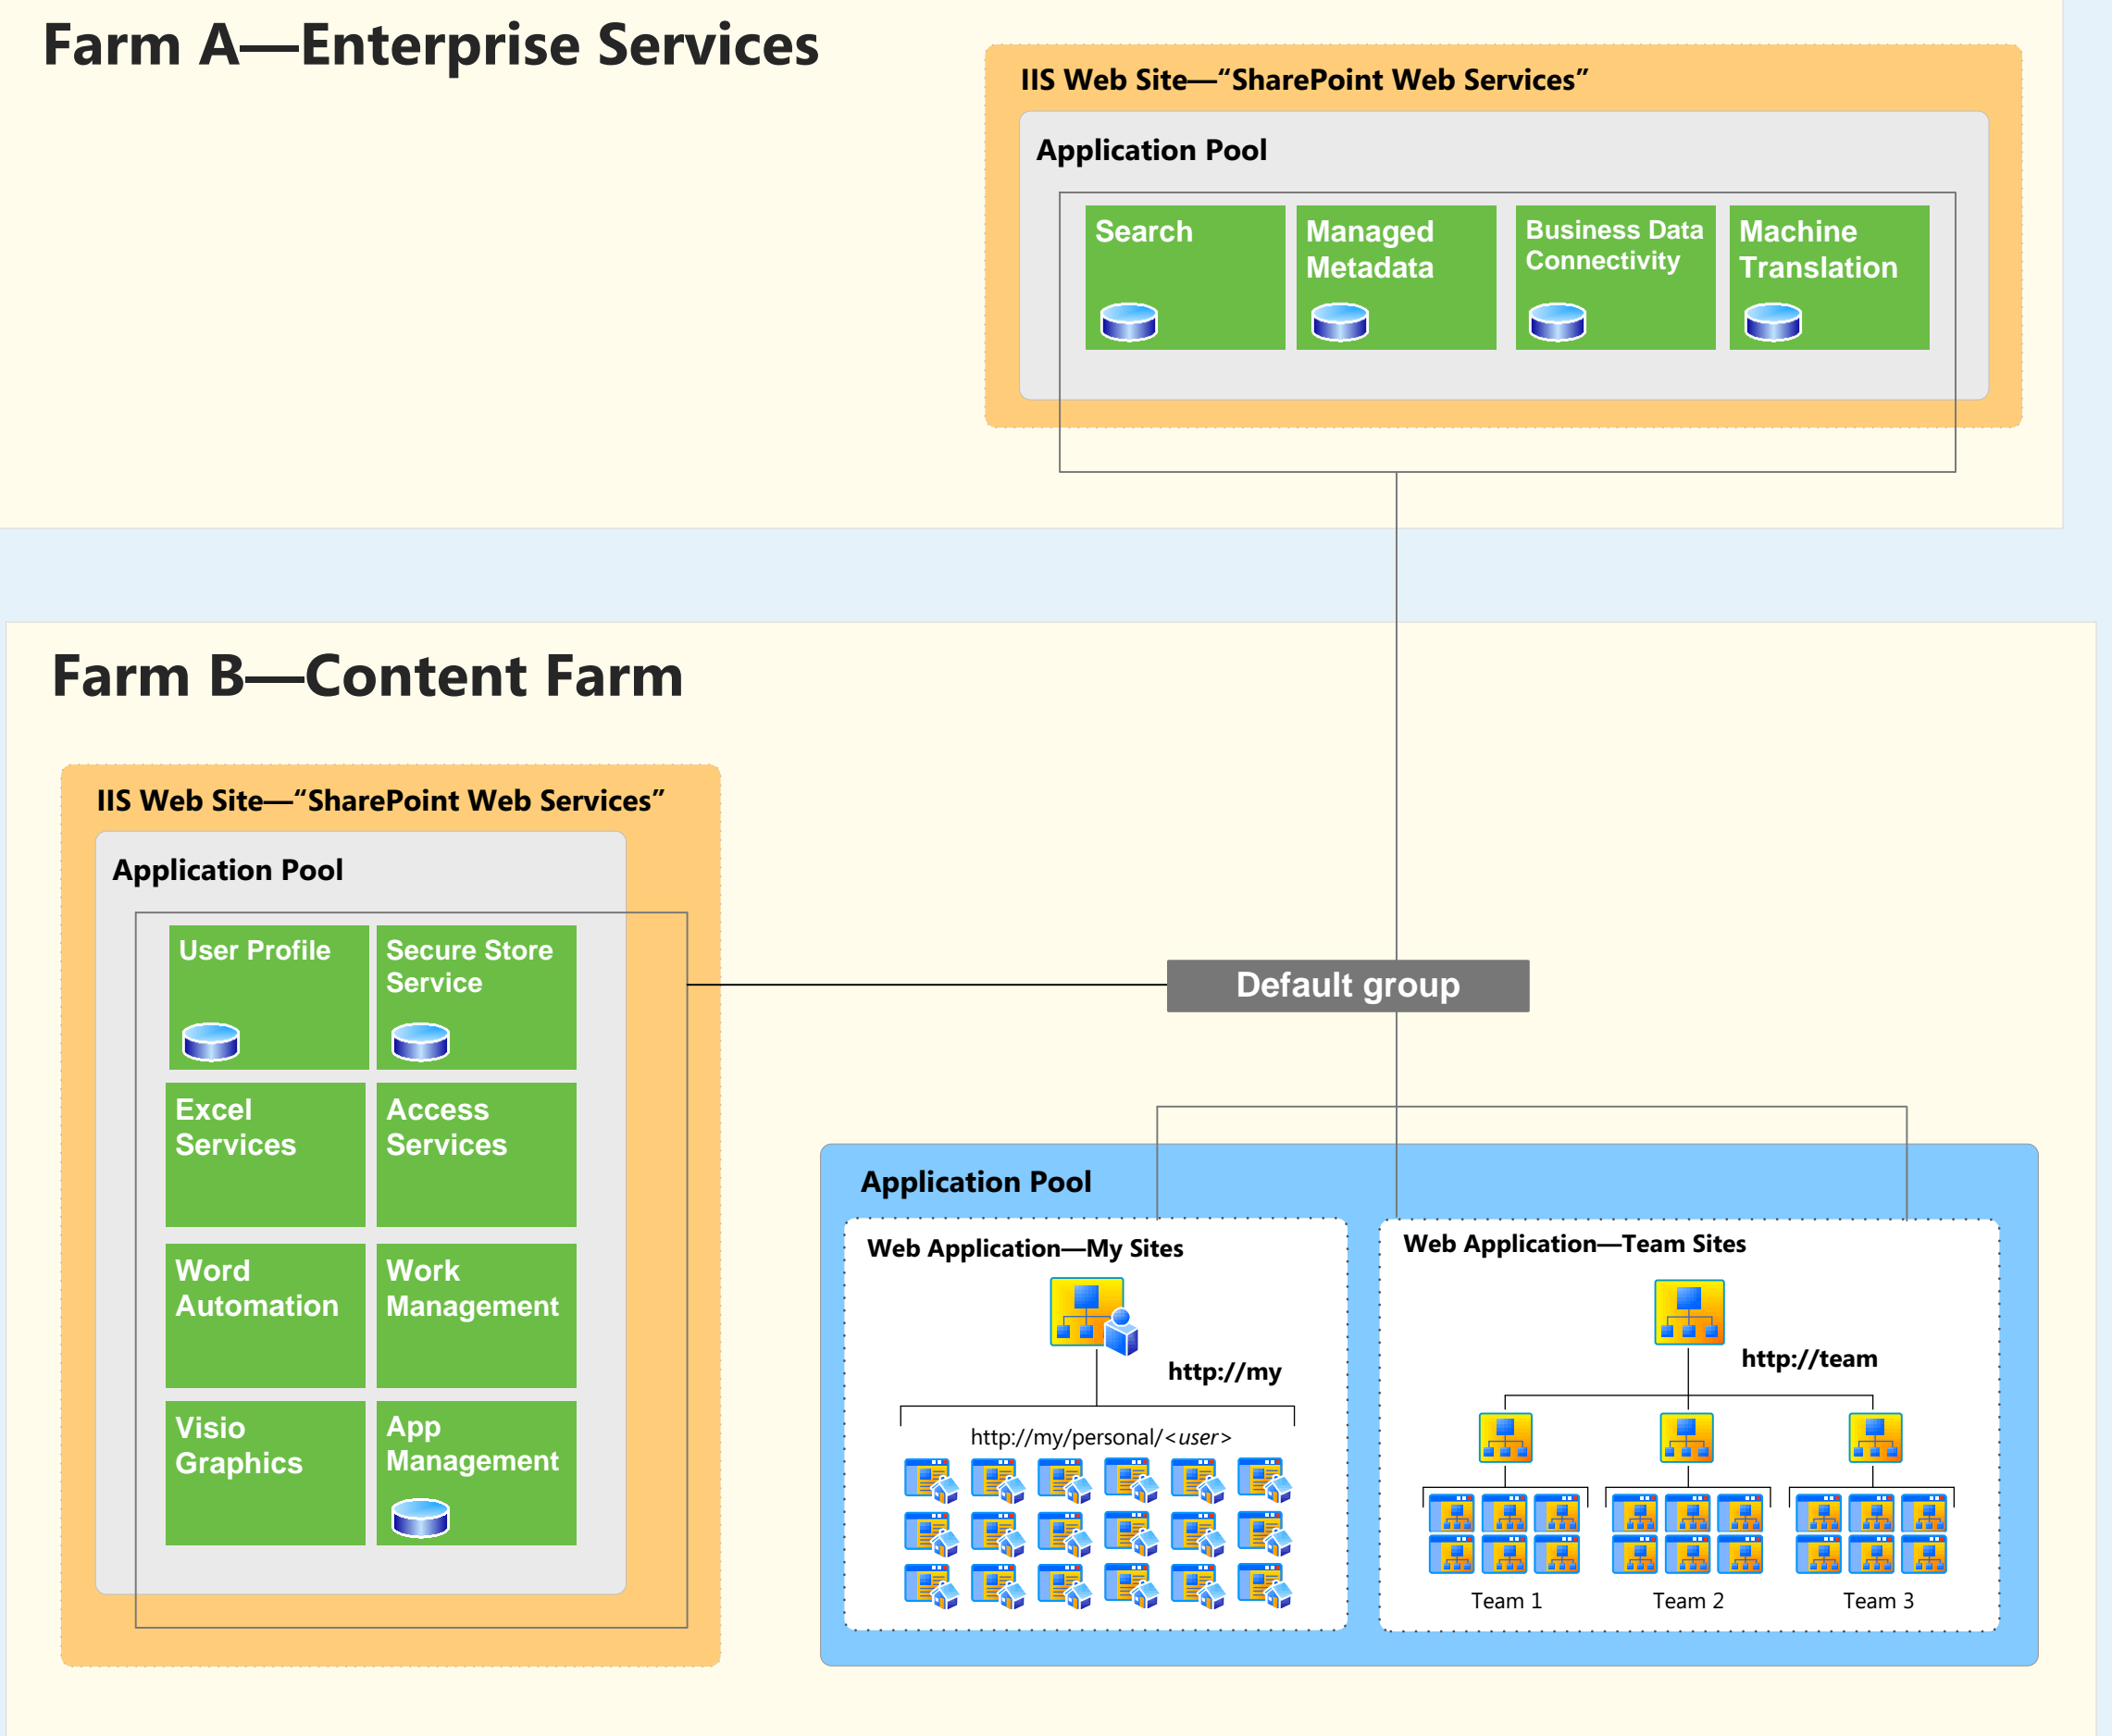 Farm A—Enterprise Services
IIS Web Site—“SharePoint Web Services”
Application Pool
Search
Managed
Metadata
Business Data
Connectivity
Machine
Translation
Farm B—Content Farm
IIS Web Site—“SharePoint Web Services”
Application Pool
User Profile
Secure Store
Service
Excel
Services
Access
Services
Word
Automation
Work
Management
Visio
Graphics
App
Management
Default group
Application Pool
Web Application—My Sites
http://my
http://my/personal/<user>
Web Application—Team Sites
http://team
Team 1
Team 2
Team 3